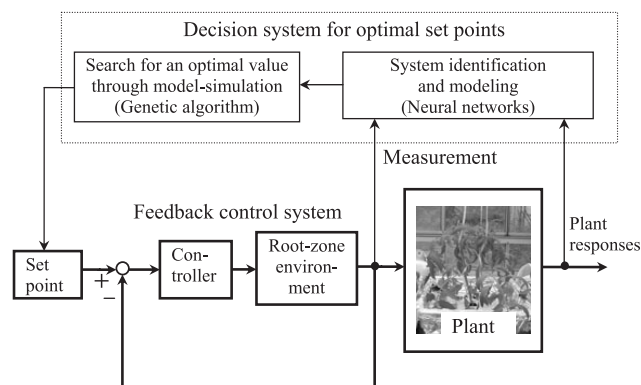 Decision system for optimal set points
Search for an optimal value
through model-simulation
(Genetic algorithm)
System identification
and modeling
(Neural networks)
Measurement
Feedback control system
Set
point
+
−
Con-
troller
Root-zone
environ-
ment
Plant
Plant
responses